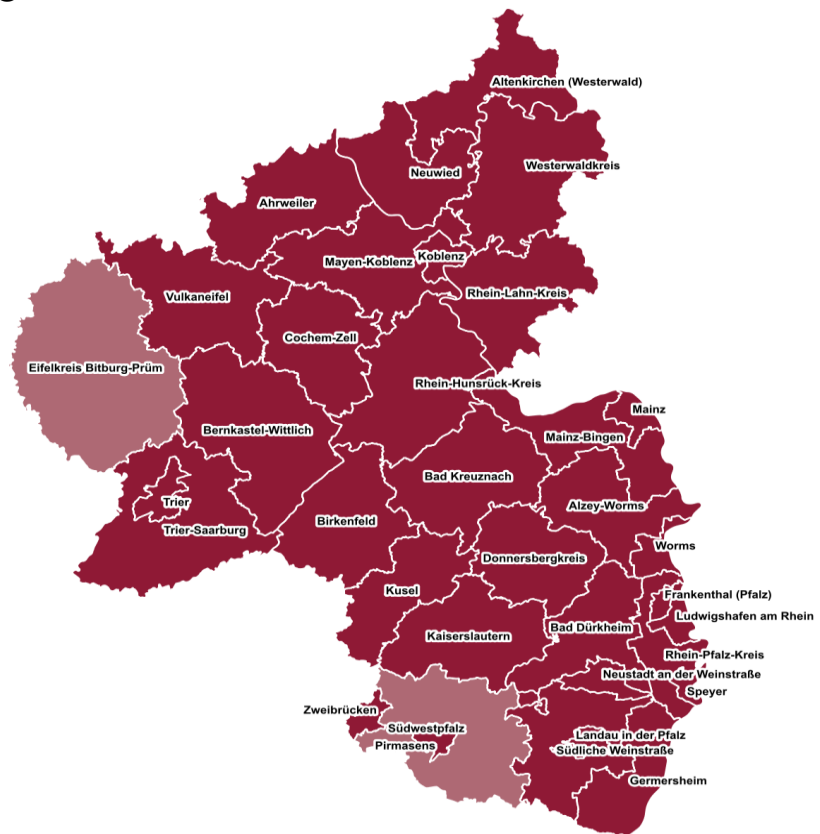 Altenkirchen (Westerwald)
Westerwaldkreis
Neuwied
Ahrweiler
Koblenz
Mayen-Koblenz
Rhein-Lahn-Kreis
Vulkaneifel
Cochem-Zell
Eifelkreis Bitburg-Prüm
Rhein-Hunsrück-Kreis
Mainz
Bernkastel-Wittlich
Mainz-Bingen
Bad Kreuznach
Trier
Alzey-Worms
Birkenfeld
Trier-Saarburg
Worms
Donnersbergkreis
Kusel
Frankenthal (Pfalz)
Ludwigshafen am Rhein
Bad Dürkheim
Kaiserslautern
Rhein-Pfalz-Kreis
Neustadt an der Weinstraße
Speyer
Zweibrücken
Südwestpfalz
Landau in der Pfalz
Pirmasens
Südliche Weinstraße
Germersheim